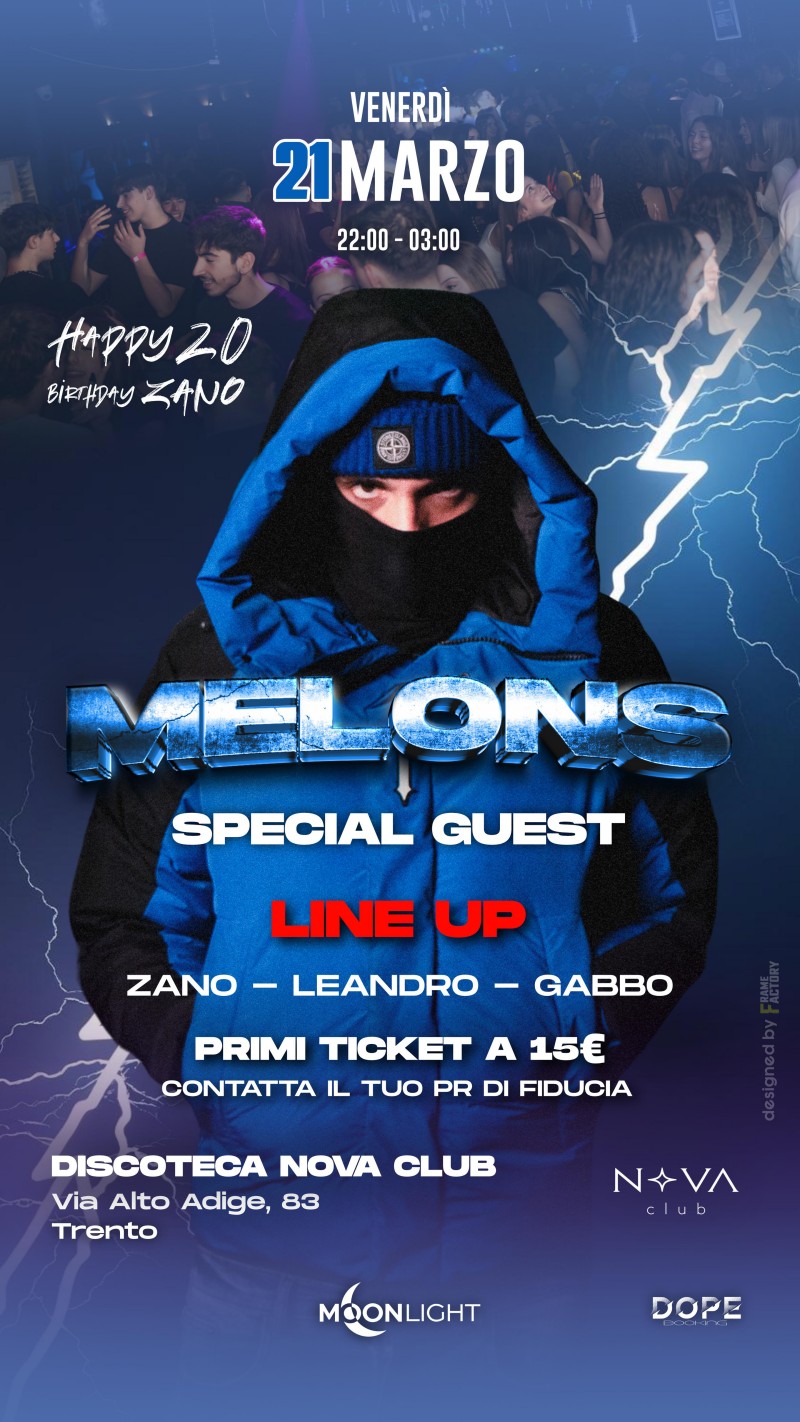 VENERDÌ
21 MARZO
22:00 - 03:00
HAPPY 20
BIRTHDAY ZANO
MELONS
SPECIAL GUEST
LINE UP
ZANO – LEANDRO – GABBO
PRIMI TICKET A 15€
CONTATTA IL TUO PR DI FIDUCIA
designed by FRAME FACTORY
DISCOTECA NOVA CLUB
Via Alto Adige, 83
Trento
NOVA
club
MOONLIGHT
DOPE
BOOKING